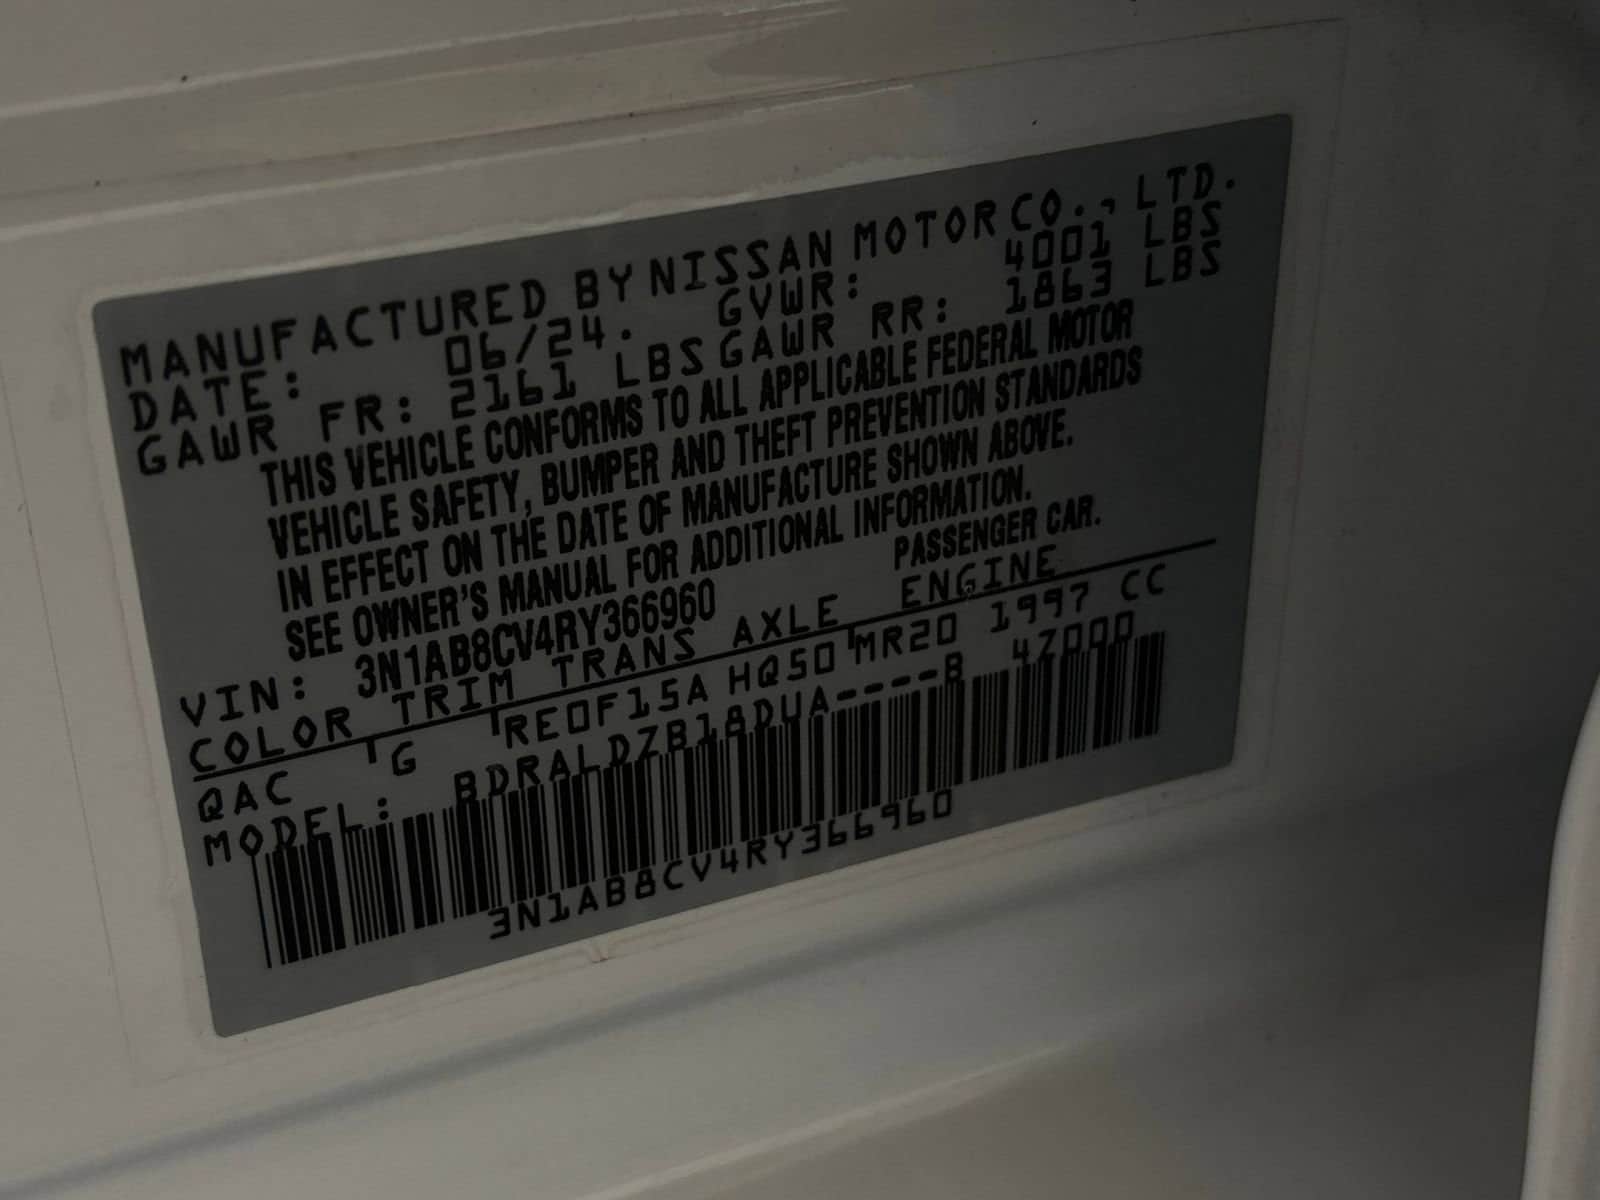 MANUFACTURED BY NISSAN MOTOR CO., LTD.
DATE: 06/24. GVWR: 4001 LBS
GAWR FR: 2161 LBS GAWR RR: 1863 LBS
THIS VEHICLE CONFORMS TO ALL APPLICABLE FEDERAL MOTOR
VEHICLE SAFETY, BUMPER AND THEFT PREVENTION STANDARDS
IN EFFECT ON THE DATE OF MANUFACTURE SHOWN ABOVE.
SEE OWNER'S MANUAL FOR ADDITIONAL INFORMATION.
VIN: 3N1AB8CV4RY366960 PASSENGER CAR.
COLOR TRIM TRANS AXLE ENGINE
QAC G RE0F15A HQ50 MR20 1997 CC
MODEL: BDRALDZB18DUA----B 4Z000
3N1AB8CV4RY366960